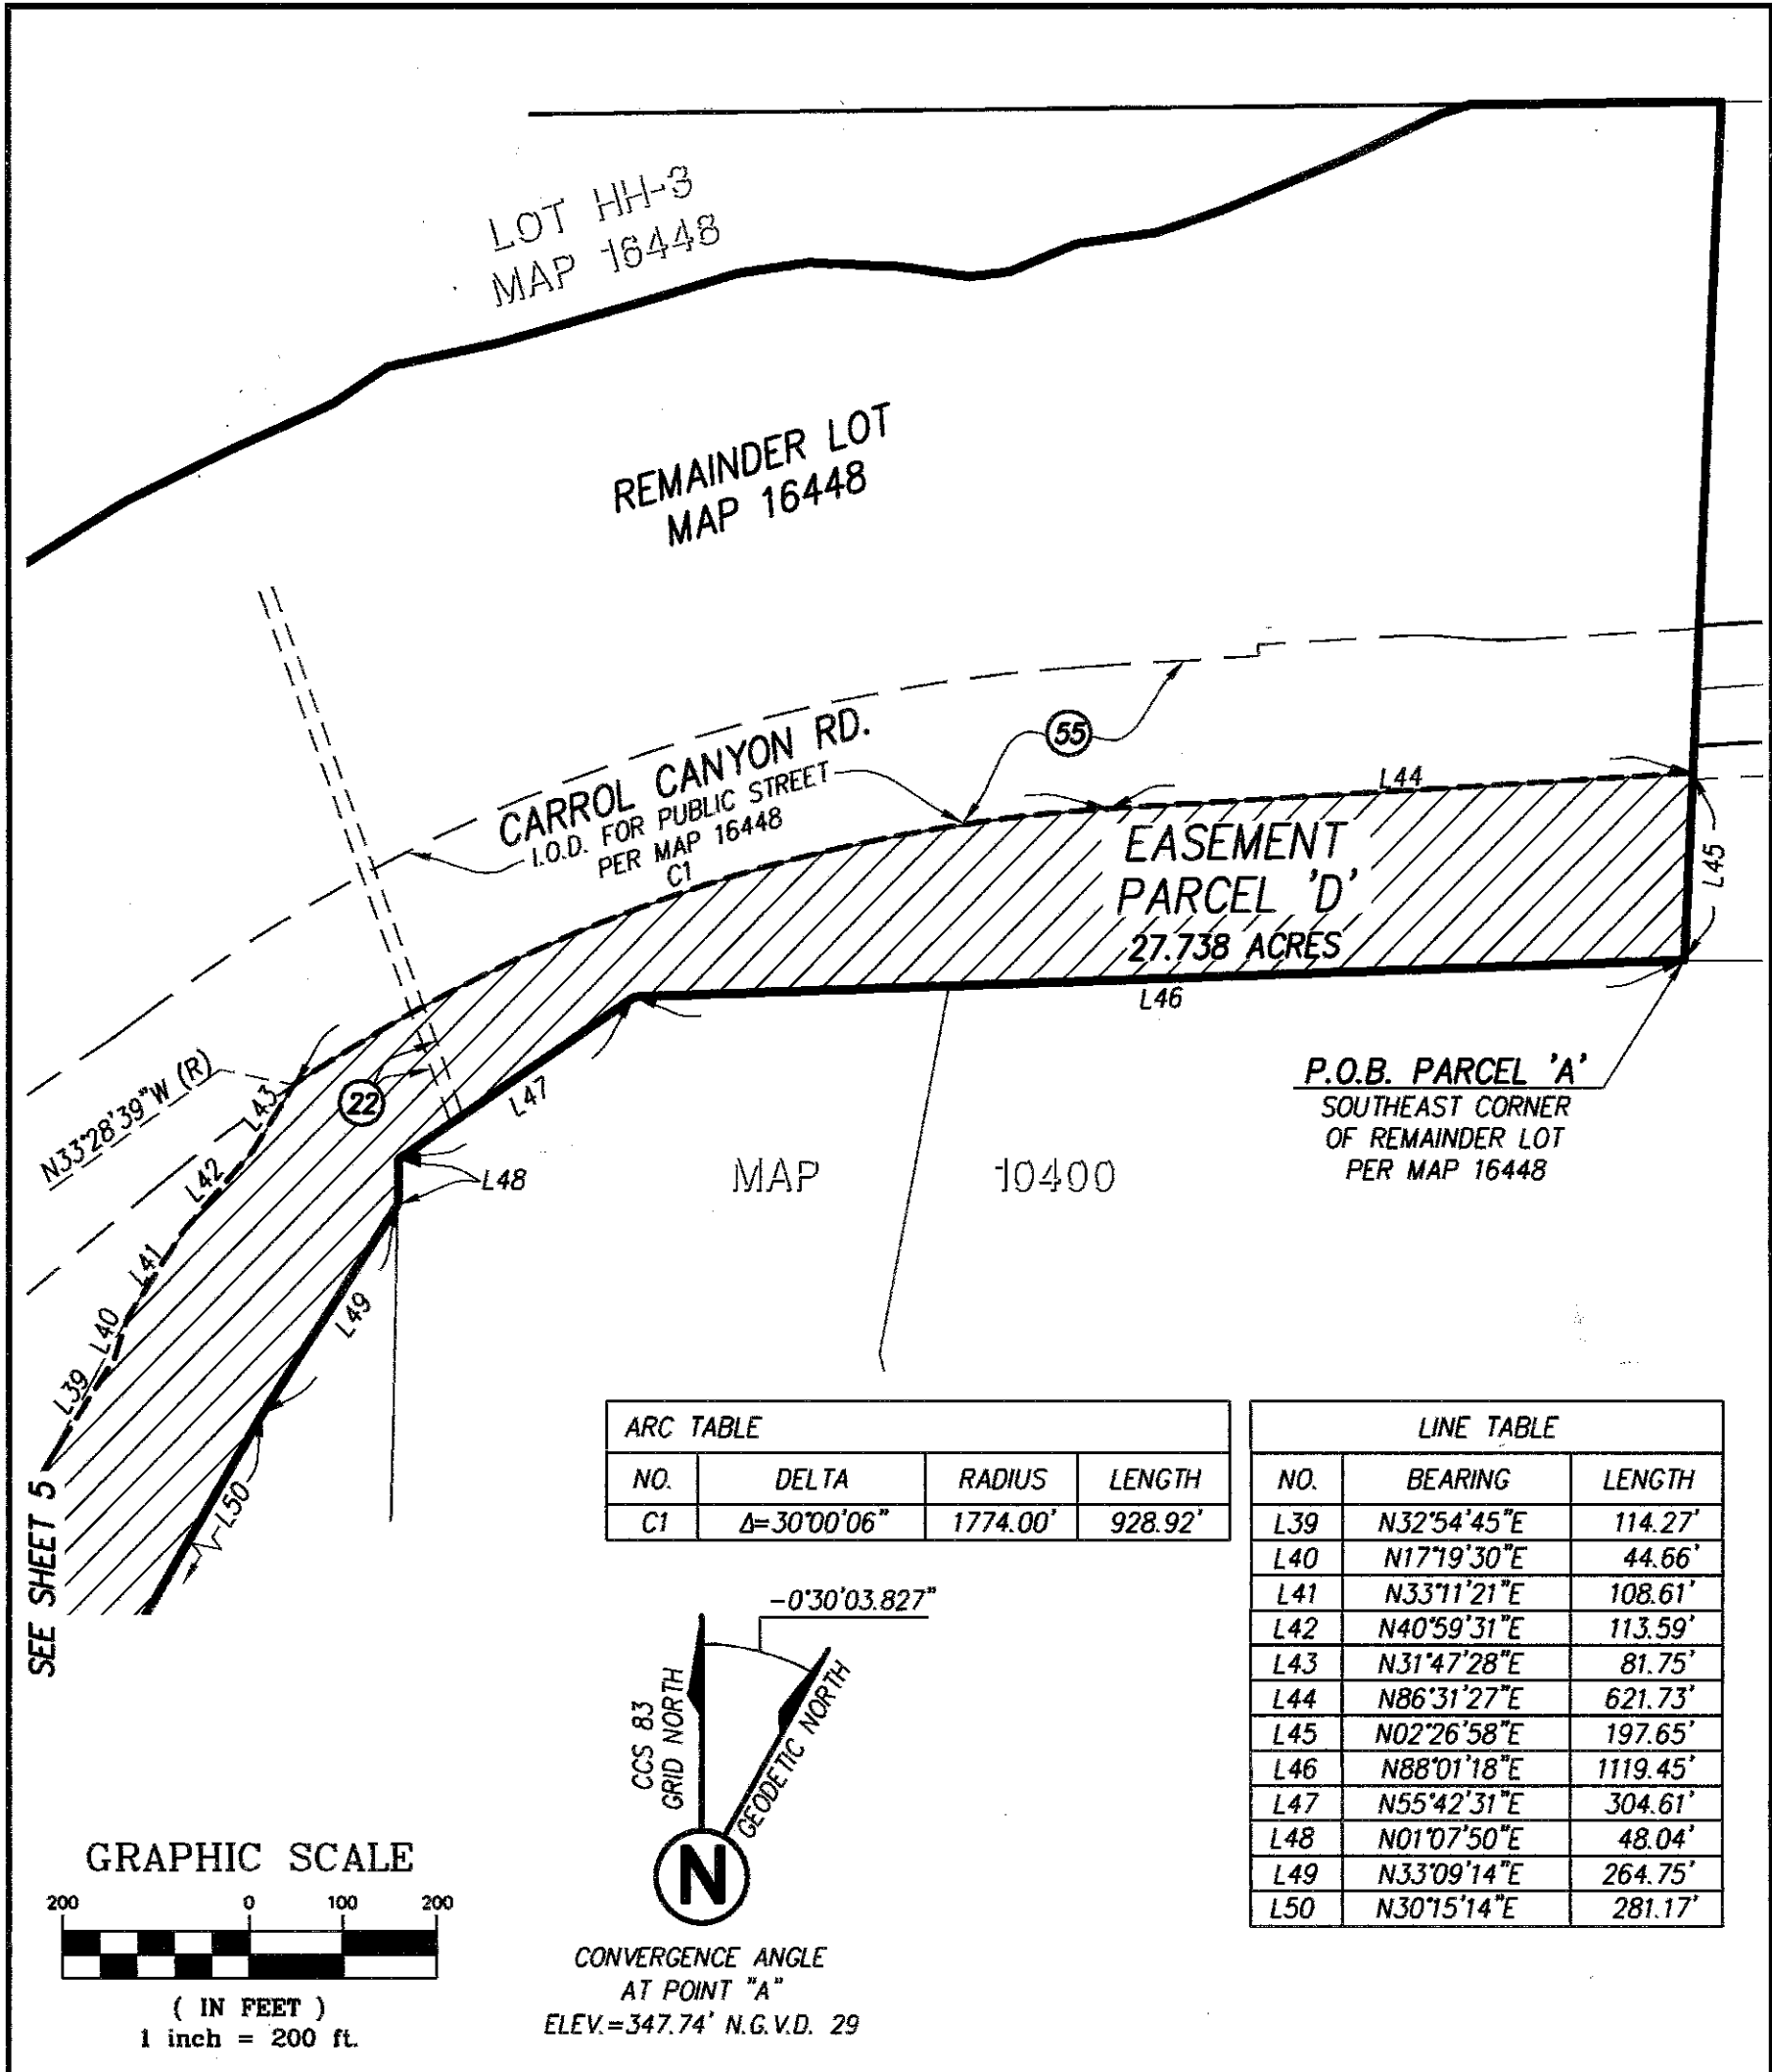 LOT HH-3
MAP 16448
REMAINDER LOT
MAP 16448
CARROL CANYON RD.
I.O.D. FOR PUBLIC STREET
PER MAP 16448
C1
55
L44
EASEMENT
PARCEL 'D'
27.738 ACRES
L45
L46
P.O.B. PARCEL 'A'
SOUTHEAST CORNER
OF REMAINDER LOT
PER MAP 16448
N33°28'39"W (R)
L43
22
L47
L42
L48
MAP 10400
L41
L40
L49
L39
L50
SEE SHEET 5
ARC TABLE
NO. DELTA RADIUS LENGTH
C1 Δ=30°00'06" 1774.00' 928.92'
LINE TABLE
NO. BEARING LENGTH
L39 N32°54'45"E 114.27'
L40 N17°19'30"E 44.66'
L41 N33°11'21"E 108.61'
L42 N40°59'31"E 113.59'
L43 N31°47'28"E 81.75'
L44 N86°31'27"E 621.73'
L45 N02°26'58"E 197.65'
L46 N88°01'18"E 1119.45'
L47 N55°42'31"E 304.61'
L48 N01°07'50"E 48.04'
L49 N33°09'14"E 264.75'
L50 N30°15'14"E 281.17'
-0°30'03.827"
CCS 83
GRID NORTH
GEODETIC NORTH
N
CONVERGENCE ANGLE
AT POINT "A"
ELEV.=347.74' N.G.V.D. 29
GRAPHIC SCALE
200 0 100 200
( IN FEET )
1 inch = 200 ft.